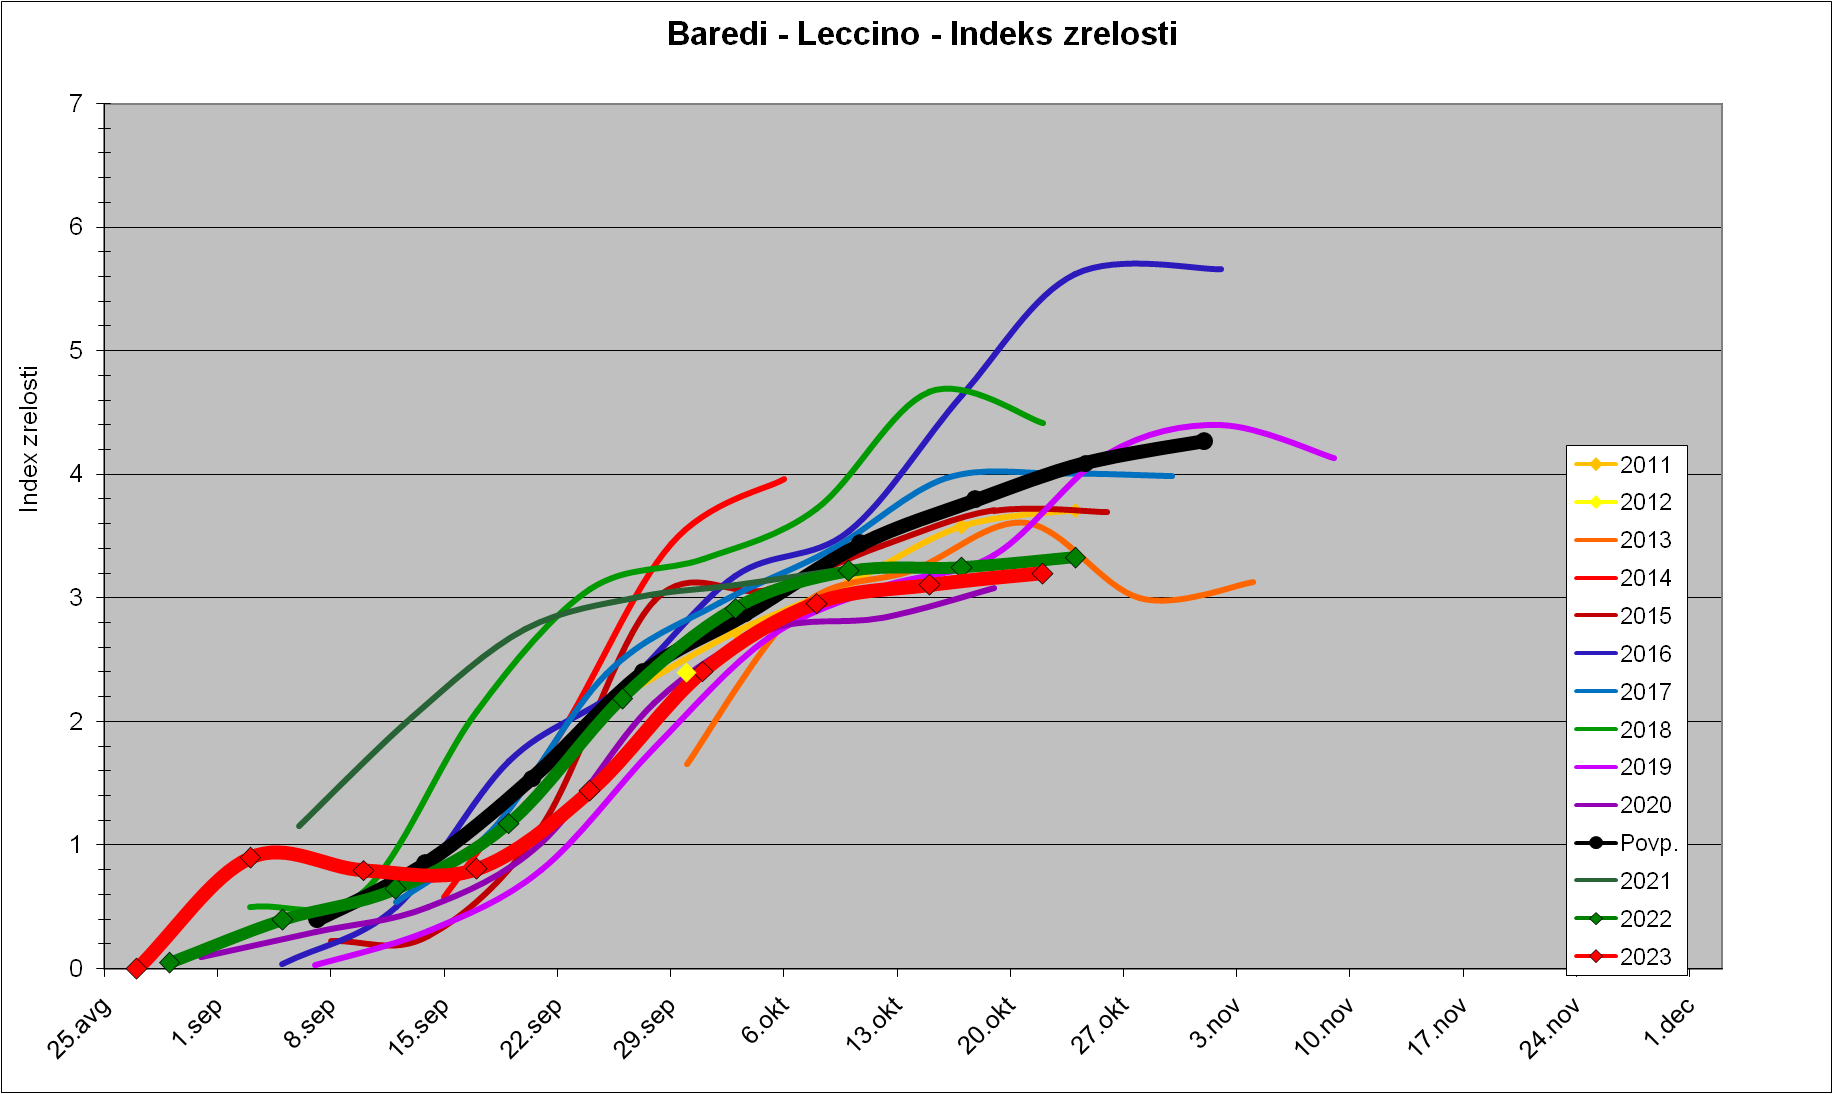 Baredi - Leccino - Indeks zrelosti
Index zrelosti
7
6
5
4
3
2
1
0
25.avg
1.sep
8.sep
15.sep
22.sep
29.sep
6.okt
13.okt
20.okt
27.okt
3.nov
10.nov
17.nov
24.nov
1.dec
2011
2012
2013
2014
2015
2016
2017
2018
2019
2020
Povp.
2021
2022
2023